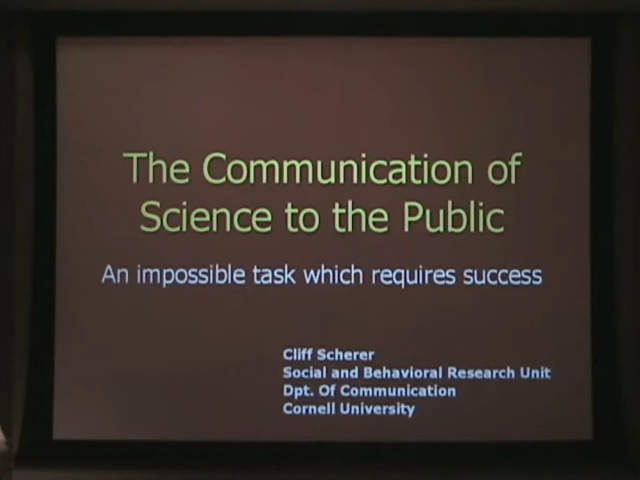 The Communication of
Science to the Public
An impossible task which requires success
Cliff Scherer
Social and Behavioral Research Unit
Dpt. Of Communication
Cornell University